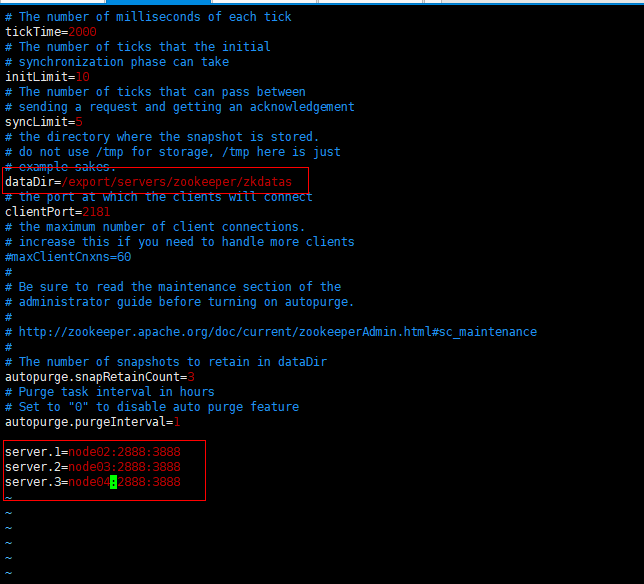 # The number of milliseconds of each tick
tickTime=2000
# The number of ticks that the initial
# synchronization phase can take
initLimit=10
# The number of ticks that can pass between
# sending a request and getting an acknowledgement
syncLimit=5
# the directory where the snapshot is stored.
# do not use /tmp for storage, /tmp here is just
# example sakes.
dataDir=/export/servers/zookeeper/zkdatas
# the port at which the clients will connect
clientPort=2181
# the maximum number of client connections.
# increase this if you need to handle more clients
#maxClientCnxns=60
#
# Be sure to read the maintenance section of the
# administrator guide before turning on autopurge.
#
# http://zookeeper.apache.org/doc/current/zookeeperAdmin.html#sc_maintenance
#
# The number of snapshots to retain in dataDir
autopurge.snapRetainCount=3
# Purge task interval in hours
# Set to "0" to disable auto purge feature
autopurge.purgeInterval=1
server.1=node02:2888:3888
server.2=node03:2888:3888
server.3=node04:2888:3888
~
~
~
~
~
~